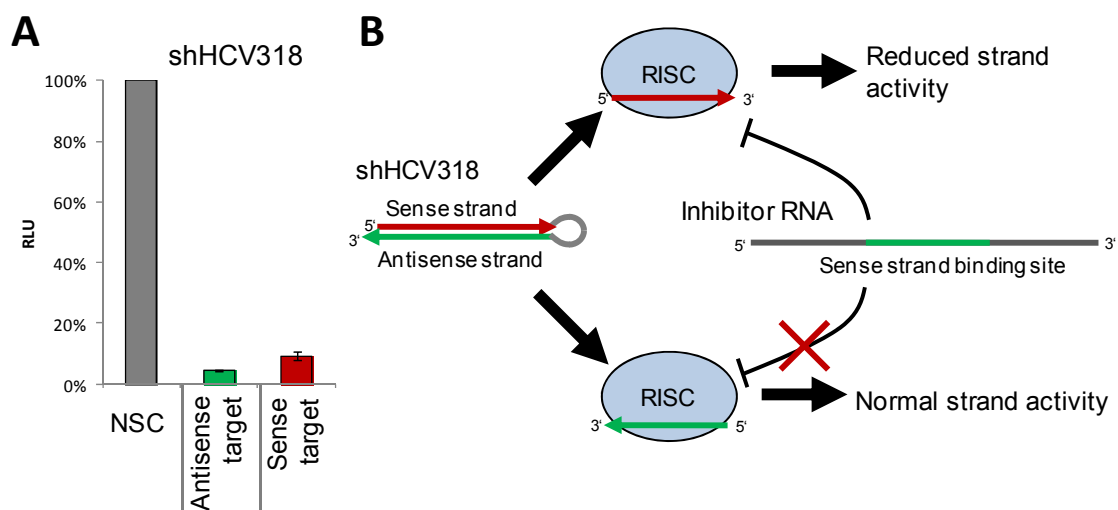 A
shHCV318
100%
80%
60%
40%
20%
0%
RLU
NSC
Antisense
target
Sense
target
B
RISC
5‘
3‘
Reduced strand
activity
shHCV318
5‘
Sense strand
3‘
Antisense strand
Inhibitor RNA
5‘
3‘
Sense strand binding site
RISC
3‘
5‘
Normal strand activity